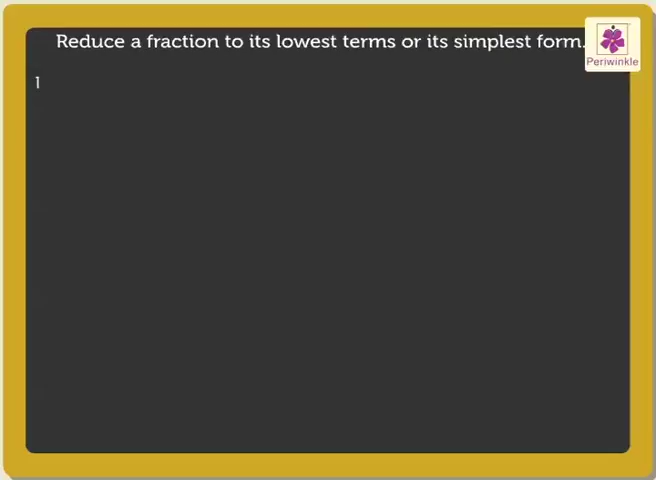 Reduce a fraction to its lowest terms or its simplest form.
Periwinkle
1